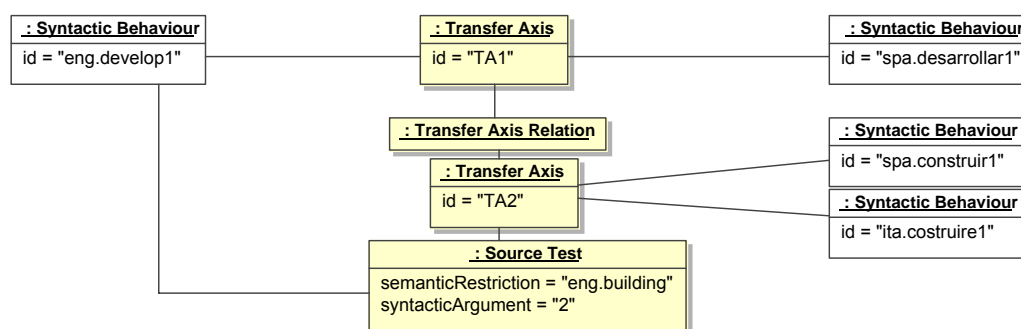 : Syntactic Behaviour
id = "eng.develop1"
: Transfer Axis
id = "TA1"
: Syntactic Behaviour
id = "spa.desarrollar1"
: Transfer Axis Relation
: Transfer Axis
id = "TA2"
: Syntactic Behaviour
id = "spa.construir1"
: Syntactic Behaviour
id = "ita.costruire1"
: Source Test
semanticRestriction = "eng.building"
syntacticArgument = "2"